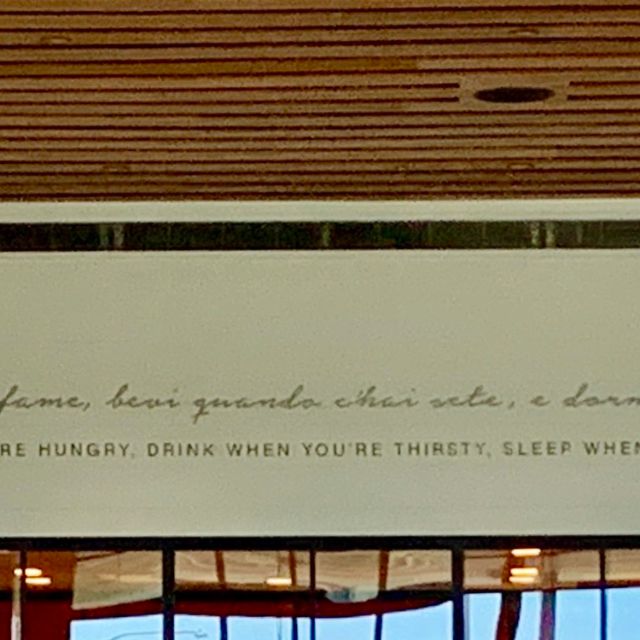 fame, bevi quando c'hai sete, e dorm
RE HUNGRY, DRINK WHEN YOU'RE THIRSTY, SLEEP WHEN